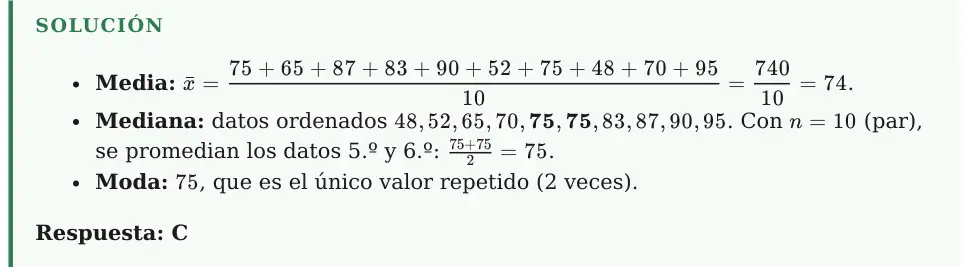 SOLUCIÓN
• Media: x̄ = (75 + 65 + 87 + 83 + 90 + 52 + 75 + 48 + 70 + 95)/10 = 740/10 = 74.
• Mediana: datos ordenados 48, 52, 65, 70, 75, 75, 83, 87, 90, 95. Con n = 10 (par),
se promedian los datos 5.º y 6.º: (75+75)/2 = 75.
• Moda: 75, que es el único valor repetido (2 veces).
Respuesta: C